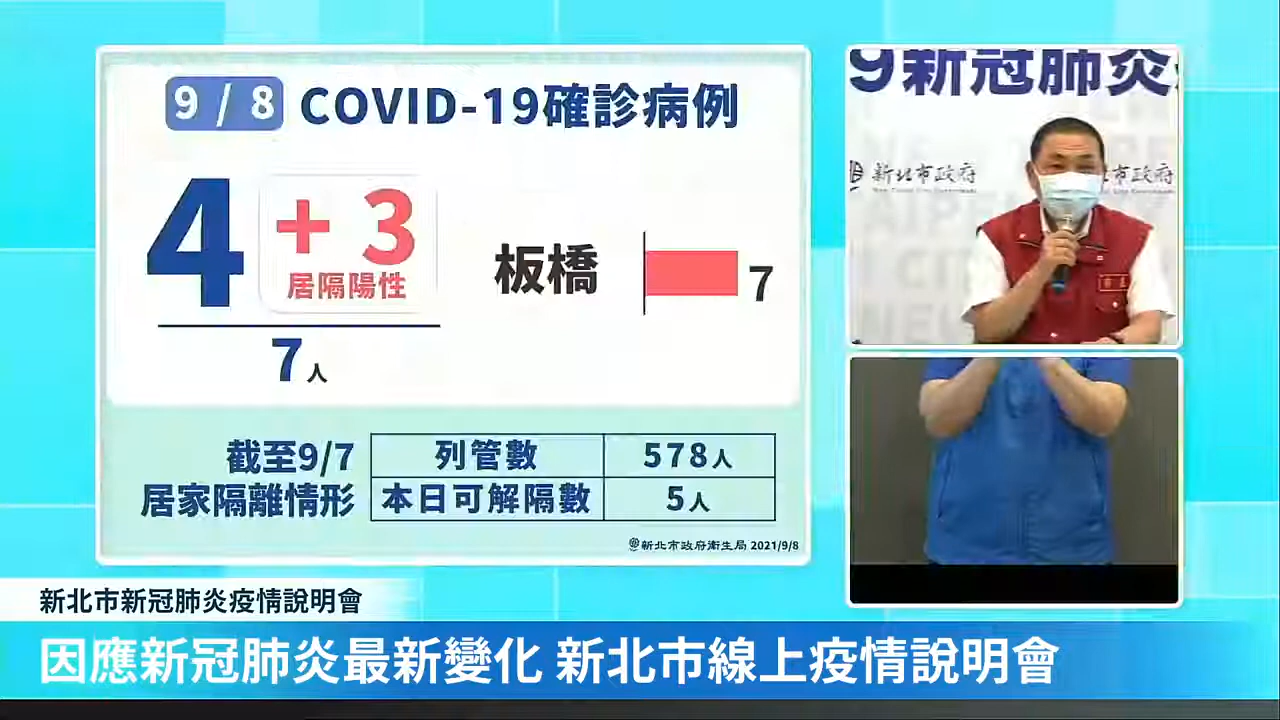 9 / 8 COVID-19確診病例
4 + 3
居隔陽性
7人
板橋 7
截至9/7
居家隔離情形
列管數 578人
本日可解隔數 5人
新北市政府衛生局 2021/9/8
9新冠肺炎
新北市政府
市政府
新北市新冠肺炎疫情說明會
因應新冠肺炎最新變化 新北市線上疫情說明會